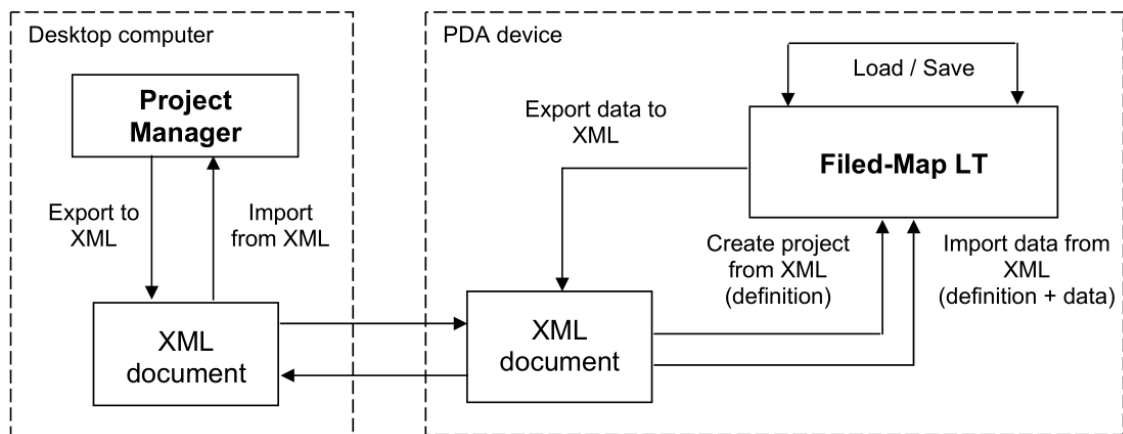 Desktop computer
PDA device
Project
Manager
Load / Save
Export data to
XML
Filed-Map LT
Export to
XML
Import
from XML
Create project
from XML
(definition)
Import data from
XML
(definition + data)
XML
document
XML
document